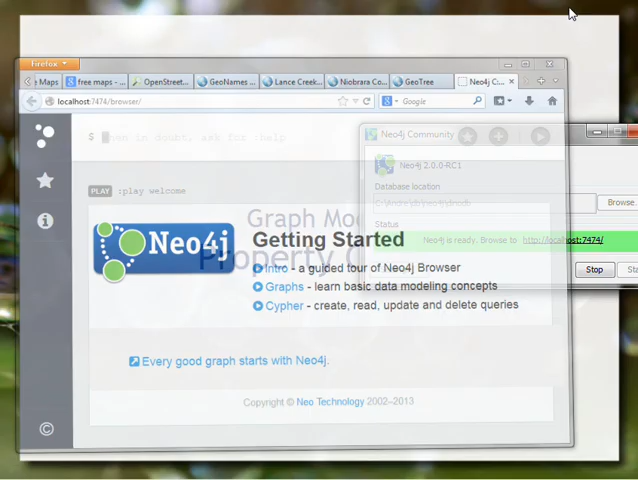 Firefox
e Maps
free maps - ...
OpenStreet...
GeoNames ...
Lance Creek...
Niobrara Co...
GeoTree
Neo4j C...
localhost:7474/browser/
Google
$ when in doubt, ask for :help
Neo4j Community
Neo4j 2.0.0-RC1
Database location
Browse..
PLAY :play welcome
Status
Neo4j is ready. Browse to http://localhost:7474/
Stop
Sta
Graph Mo
Property
Neo4j
Getting Started
Intro - a guided tour of Neo4j Browser
Graphs - learn basic data modeling concepts
Cypher - create, read, update and delete queries
Every good graph starts with Neo4j.
Copyright © Neo Technology 2002–2013